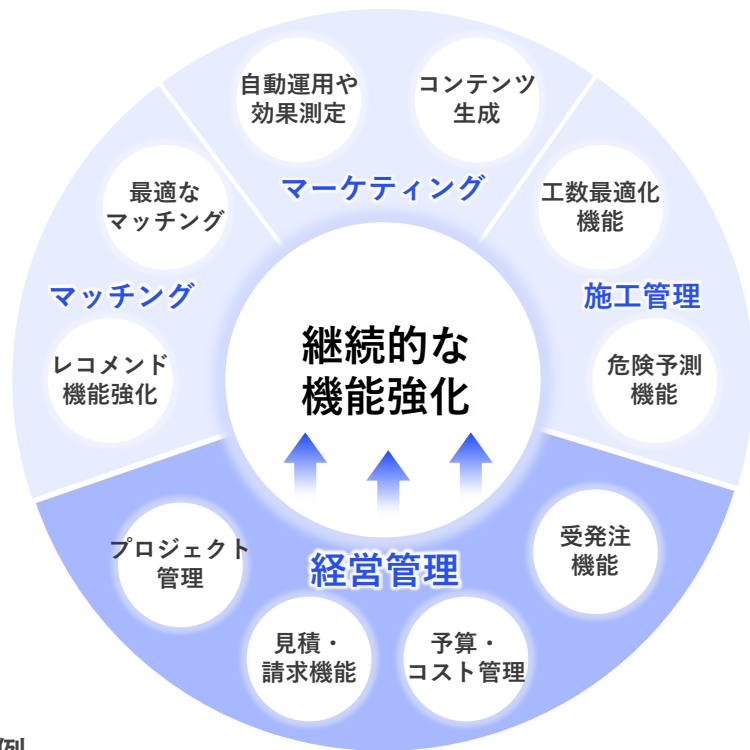 自動運用や
効果測定
コンテンツ
生成
マーケティング
最適な
マッチング
工数最適化
機能
マッチング
施工管理
レコメンド
機能強化
継続的な
機能強化
危険予測
機能
プロジェクト
管理
経営管理
受発注
機能
見積・
請求機能
予算・
コスト管理
例